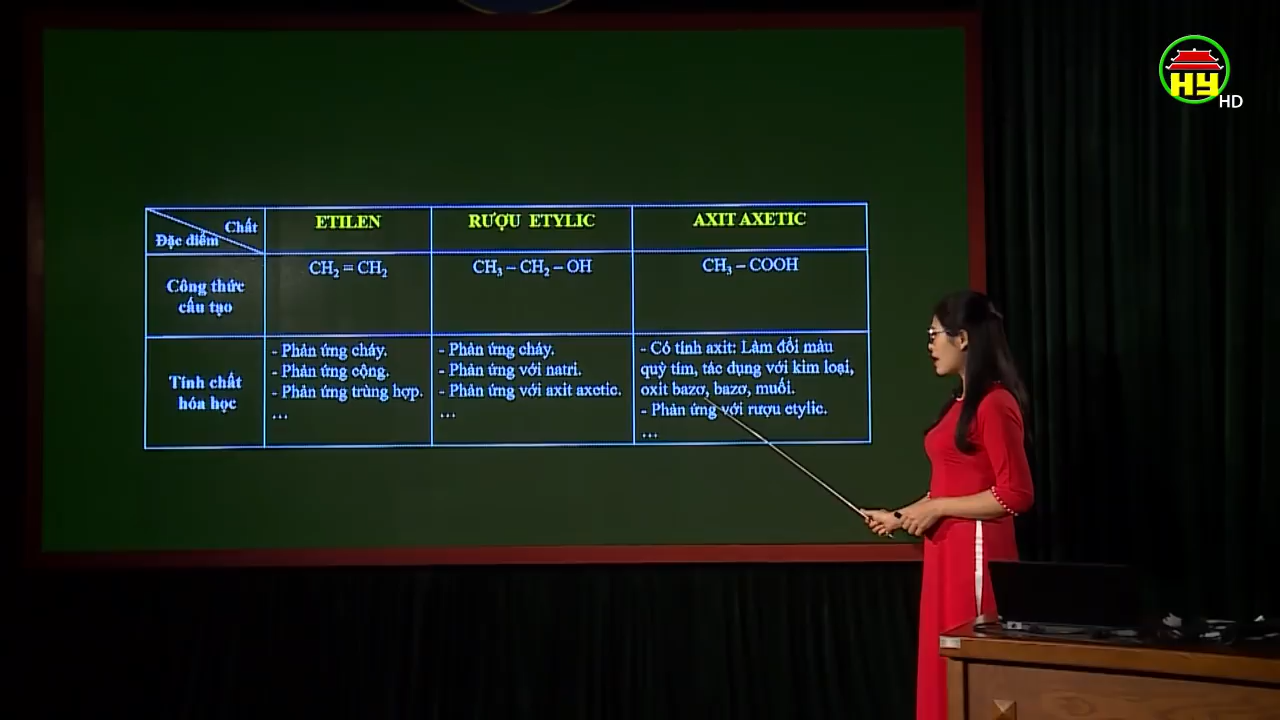 HY
HD
Chất
Đặc điểm
ETILEN
RƯỢU ETYLIC
AXIT AXETIC
Công thức
cấu tạo
CH₂ = CH₂
CH₃ – CH₂ – OH
CH₃ – COOH
Tính chất
hóa học
- Phản ứng cháy.
- Phản ứng cộng.
- Phản ứng trùng hợp.
...
- Phản ứng cháy.
- Phản ứng với natri.
- Phản ứng với axit axetic.
...
- Có tính axit: Làm đổi màu
quỳ tím, tác dụng với kim loại,
oxit bazơ, bazơ, muối.
- Phản ứng với rượu etylic.
...